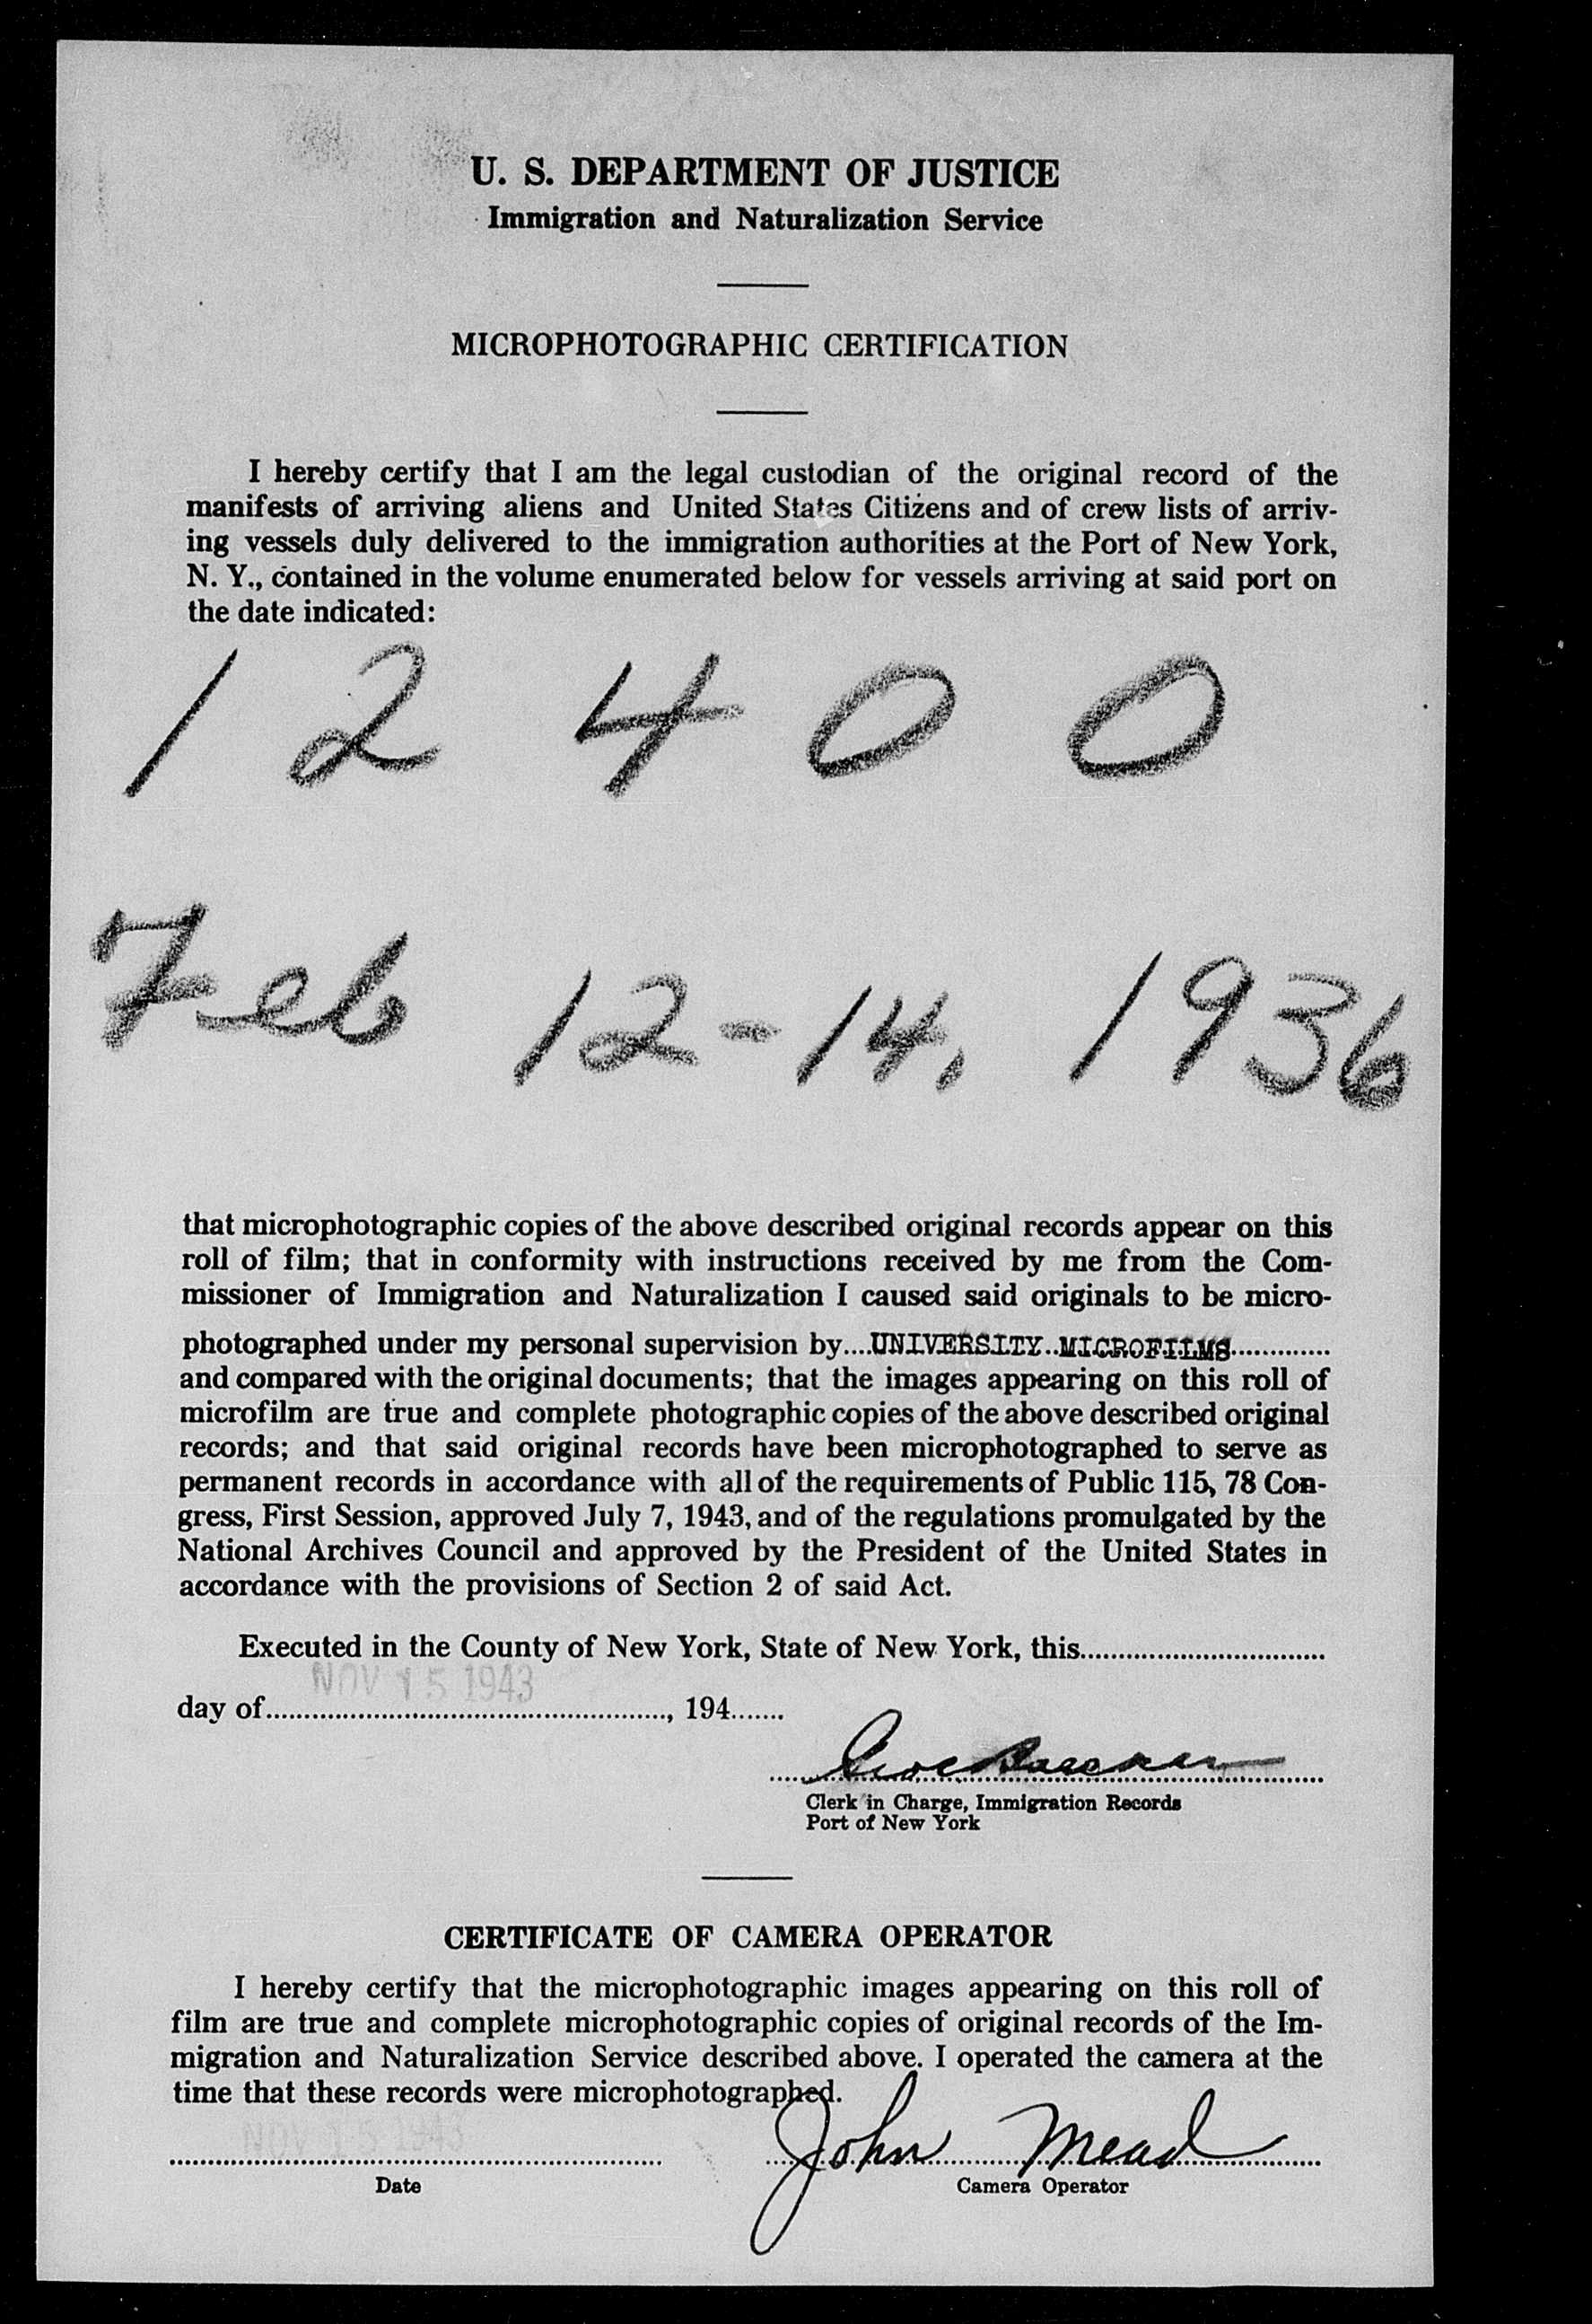 U. S. DEPARTMENT OF JUSTICE
Immigration and Naturalization Service
MICROPHOTOGRAPHIC CERTIFICATION
I hereby certify that I am the legal custodian of the original record of the
manifests of arriving aliens and United States Citizens and of crew lists of arriv-
ing vessels duly delivered to the immigration authorities at the Port of New York,
N. Y., contained in the volume enumerated below for vessels arriving at said port on
the date indicated:
1 2 4 0 0
Feb 12-14, 1936
that microphotographic copies of the above described original records appear on this
roll of film; that in conformity with instructions received by me from the Com-
missioner of Immigration and Naturalization I caused said originals to be micro-
photographed under my personal supervision by....UNIVERSITY..MICROFILMS.............
and compared with the original documents; that the images appearing on this roll of
microfilm are true and complete photographic copies of the above described original
records; and that said original records have been microphotographed to serve as
permanent records in accordance with all of the requirements of Public 115, 78 Con-
gress, First Session, approved July 7, 1943, and of the regulations promulgated by the
National Archives Council and approved by the President of the United States in
accordance with the provisions of Section 2 of said Act.
Executed in the County of New York, State of New York, this................................
NOV 15 1943
day of...................................................., 194.......
Clerk in Charge, Immigration Records
Port of New York
CERTIFICATE OF CAMERA OPERATOR
I hereby certify that the microphotographic images appearing on this roll of
film are true and complete microphotographic copies of original records of the Im-
migration and Naturalization Service described above. I operated the camera at the
time that these records were microphotographed.
NOV 15 1943
John Mead
Date
Camera Operator